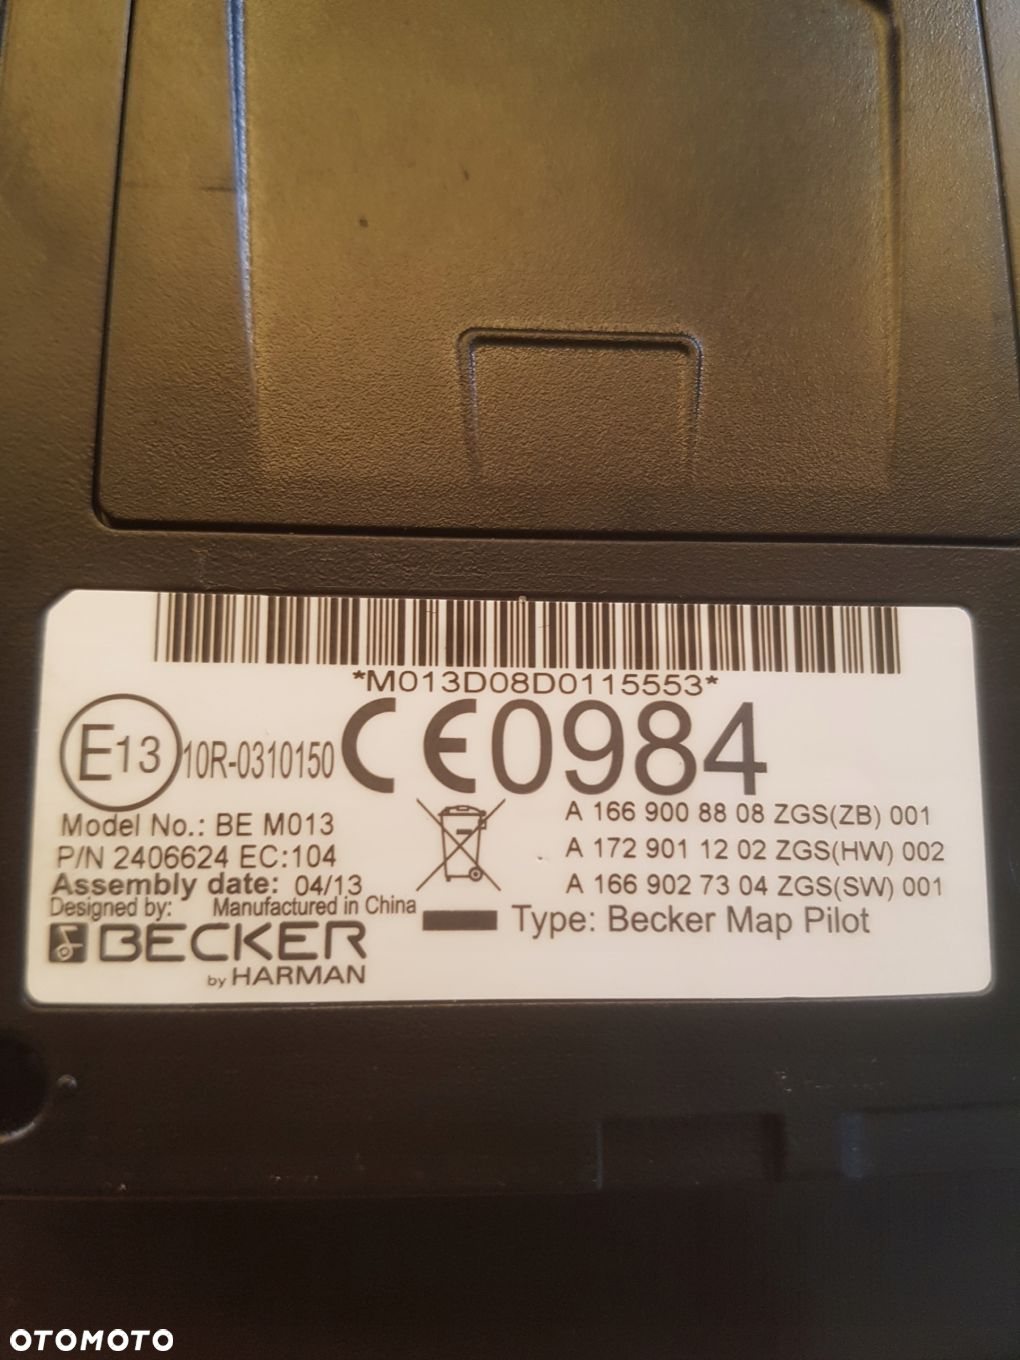 *M013D08D0115553*
E13 10R-0310150 CE0984
Model No.: BE M013
P/N 2406624 EC:104
Assembly date: 04/13
Designed by: Manufactured in China
BECKER
by HARMAN
A 166 900 88 08 ZGS(ZB) 001
A 172 901 12 02 ZGS(HW) 002
A 166 902 73 04 ZGS(SW) 001
Type: Becker Map Pilot
OTOMOTO